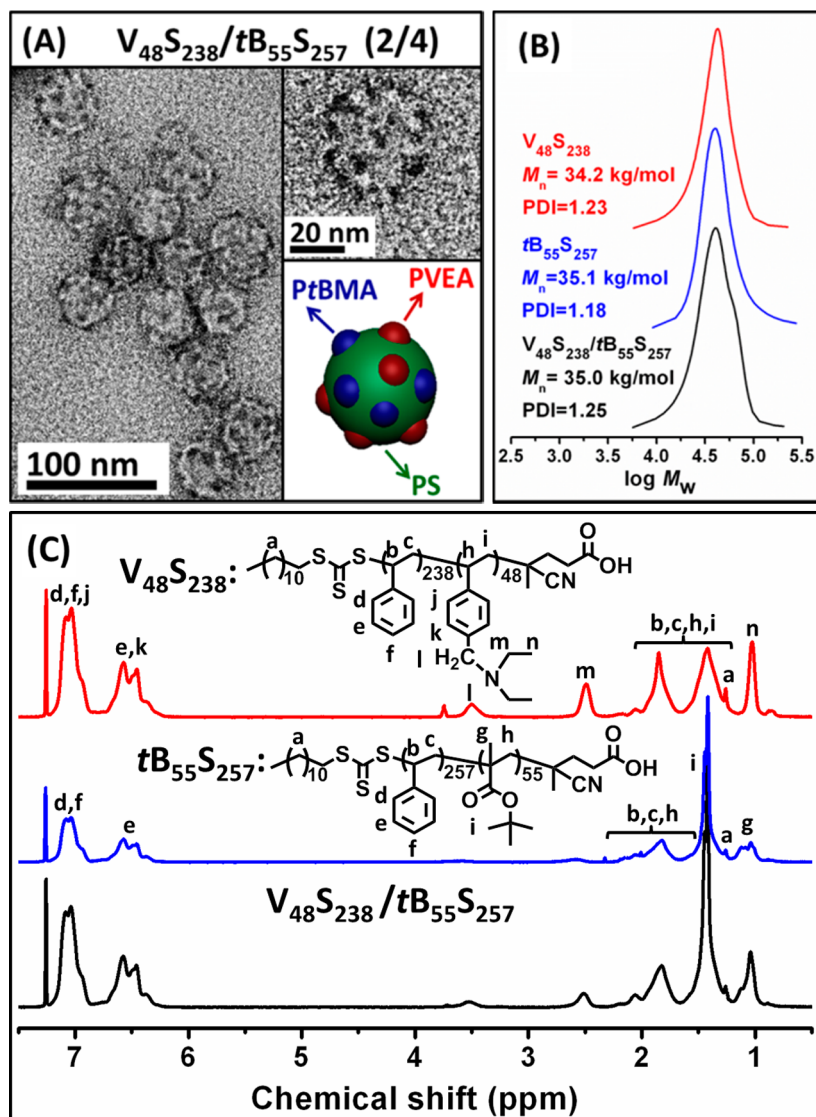 (A) V48S238/tB55S257 (2/4)
100 nm
20 nm
PtBMA
PVEA
PS
(B)
V48S238
Mn= 34.2 kg/mol
PDI=1.23
tB55S257
Mn=35.1 kg/mol
PDI=1.18
V48S238/tB55S257
Mn= 35.0 kg/mol
PDI=1.25
2.5 3.0 3.5 4.0 4.5 5.0 5.5
log MW
(C)
V48S238:
a
10
S
S
S
b
c
238
h
i
48
CN
O
OH
d
e
f
j
k
l
H2C
N
m
n
d,f,j
e,k
l
m
b,c,h,i
a
n
tB55S257:
a
10
S
S
S
b
c
257
g
h
55
CN
O
OH
d
e
f
O
O
i
d,f
e
b,c,h
i
a
g
V48S238/tB55S257
7 6 5 4 3 2 1
Chemical shift (ppm)